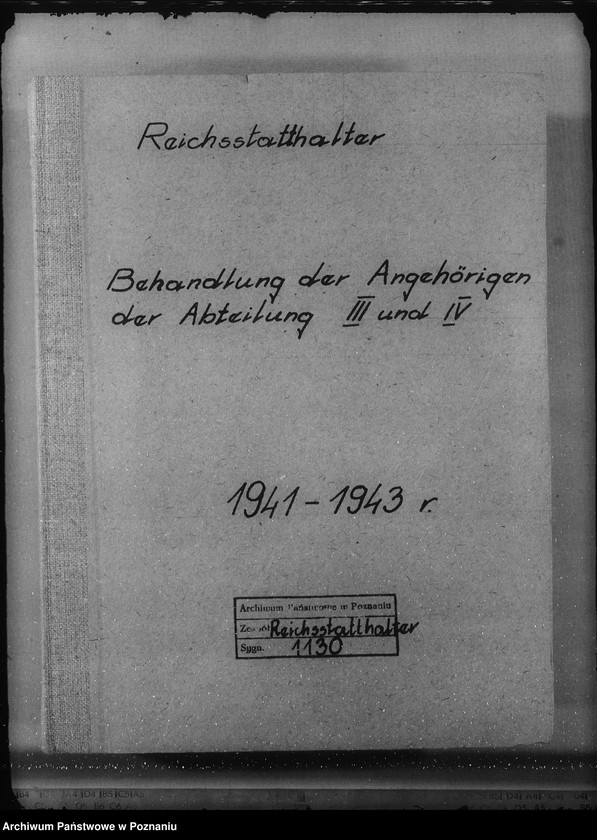 Reichsstatthalter
Behandlung der Angehörigen
der Abteilung III und IV
1941-1943 r.
Archiwum Państwowe w Poznaniu
Zespół Reichsstatthalter
Sygn. 1130
Archiwum Państwowe w Poznaniu